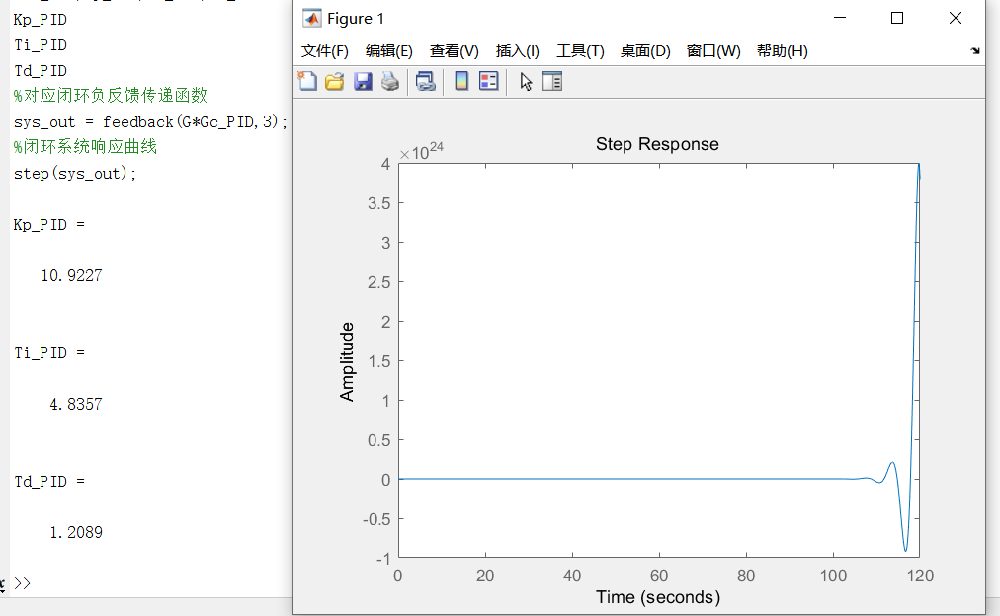 Kp_PID
Ti_PID
Td_PID
%对应闭环负反馈传递函数
sys_out = feedback(G*Gc_PID,3);
%闭环系统响应曲线
step(sys_out);
Kp_PID =
10.9227
Ti_PID =
4.8357
Td_PID =
1.2089
>>
Figure 1
文件(F) 编辑(E) 查看(V) 插入(I) 工具(T) 桌面(D) 窗口(W) 帮助(H)
Step Response
×10^24
4
3.5
3
2.5
2
1.5
1
0.5
0
-0.5
-1
Amplitude
0 20 40 60 80 100 120
Time (seconds)